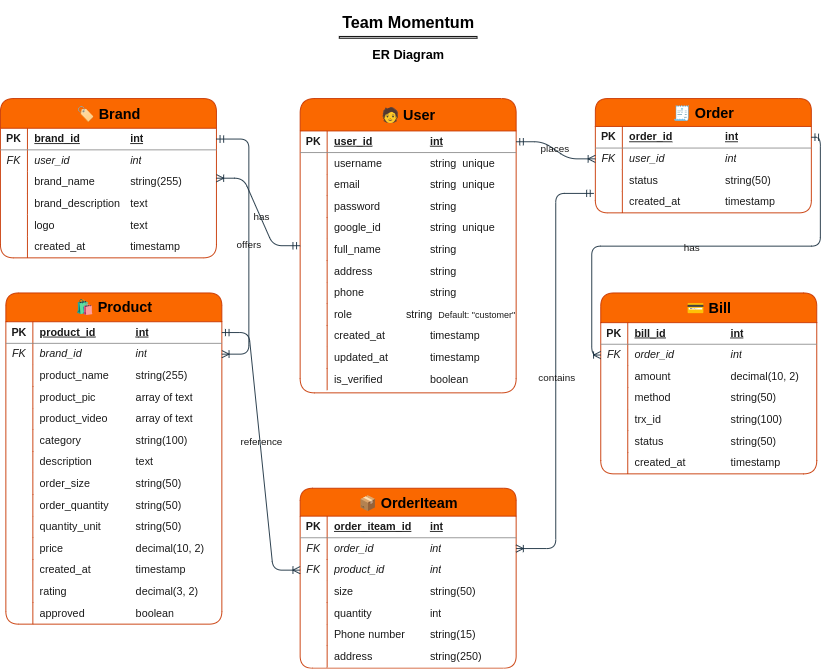 Team Momentum
ER Diagram
Brand
PK brand_id int
FK user_id int
brand_name string(255)
brand_description text
logo text
created_at timestamp
User
PK user_id int
username string unique
email string unique
password string
google_id string unique
full_name string
address string
phone string
role string Default: "customer"
created_at timestamp
updated_at timestamp
is_verified boolean
Order
PK order_id int
FK user_id int
status string(50)
created_at timestamp
places
has
offers
has
Product
PK product_id int
FK brand_id int
product_name string(255)
product_pic array of text
product_video array of text
category string(100)
description text
order_size string(50)
order_quantity string(50)
quantity_unit string(50)
price decimal(10, 2)
created_at timestamp
rating decimal(3, 2)
approved boolean
Bill
PK bill_id int
FK order_id int
amount decimal(10, 2)
method string(50)
trx_id string(100)
status string(50)
created_at timestamp
contains
reference
OrderIteam
PK order_iteam_id int
FK order_id int
FK product_id int
size string(50)
quantity int
Phone number string(15)
address string(250)